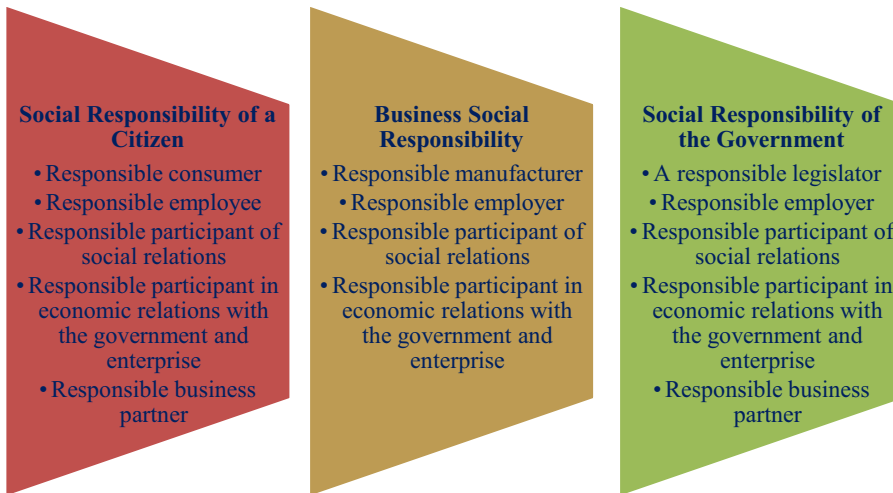 Social Responsibility of a
Citizen
• Responsible consumer
• Responsible employee
• Responsible participant of
social relations
• Responsible participant in
economic relations with
the government and
enterprise
• Responsible business
partner
Business Social
Responsibility
• Responsible manufacturer
• Responsible employer
• Responsible participant of
social relations
• Responsible participant in
economic relations with
the government and
enterprise
Social Responsibility of
the Government
• A responsible legislator
• Responsible employer
• Responsible participant of
social relations
• Responsible participant in
economic relations with
the government and
enterprise
• Responsible business
partner